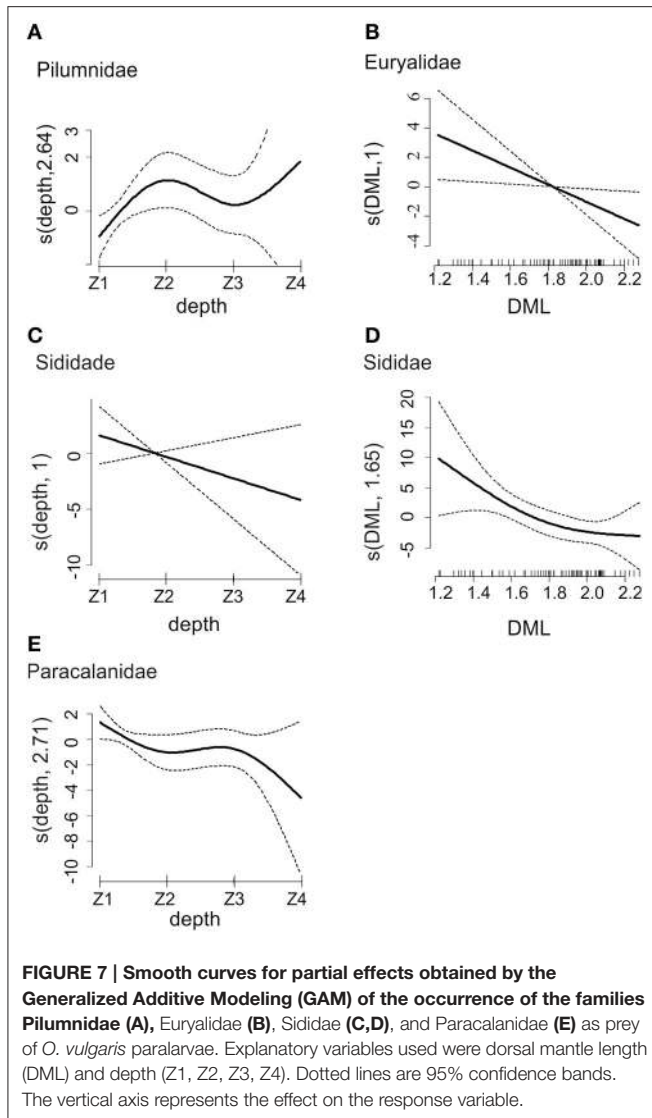 A
Pilumnidae
s(depth,2.64)
3
2
0
Z1 Z2 Z3 Z4
depth
B
Euryalidae
s(DML,1)
6
4
2
0
-2
-4
1.2 1.4 1.6 1.8 2.0 2.2
DML
C
Sididade
s(depth, 1)
0
-5
-10
Z1 Z2 Z3 Z4
depth
D
Sididae
s(DML, 1.65)
20
15
10
5
0
-5
1.2 1.4 1.6 1.8 2.0 2.2
DML
E
Paracalanidae
s(depth, 2.71)
2
0
-2
-4
-6
-8
-10
Z1 Z2 Z3 Z4
depth
FIGURE 7 | Smooth curves for partial effects obtained by the
Generalized Additive Modeling (GAM) of the occurrence of the families
Pilumnidae (A), Euryalidae (B), Sididae (C,D), and Paracalanidae (E) as prey
of O. vulgaris paralarvae. Explanatory variables used were dorsal mantle length
(DML) and depth (Z1, Z2, Z3, Z4). Dotted lines are 95% confidence bands.
The vertical axis represents the effect on the response variable.